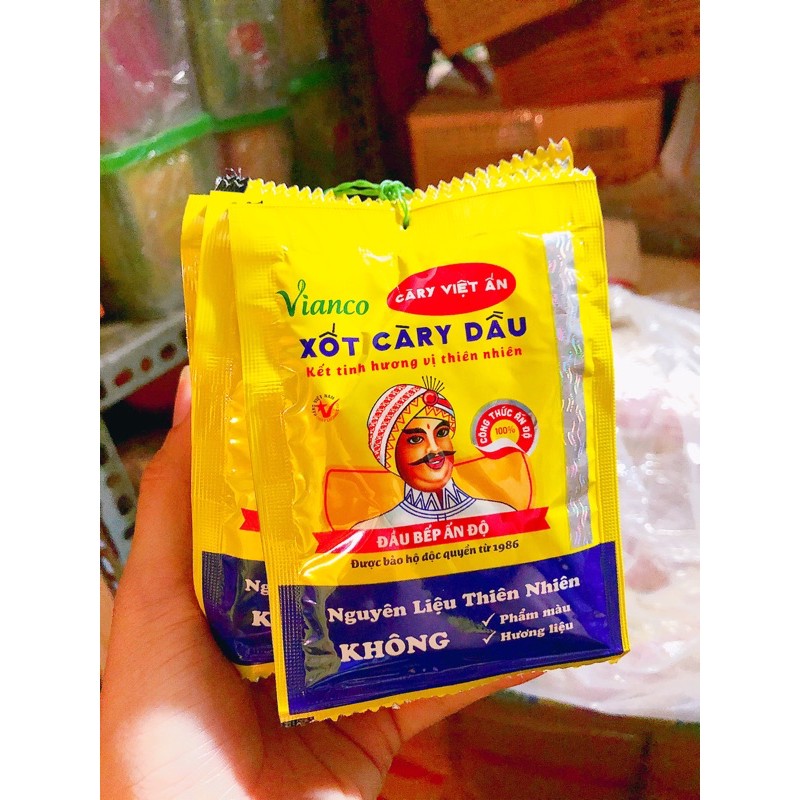 Vianco
CÀRY VIỆT ẤN
XỐT CÀRY DẦU
Kết tinh hương vị thiên nhiên
CÔNG THỨC ẤN ĐỘ
100%
ĐẦU BẾP ẤN ĐỘ
Được bảo hộ độc quyền từ 1986
Nguyên Liệu Thiên Nhiên
KHÔNG
Phẩm màu
Hương liệu